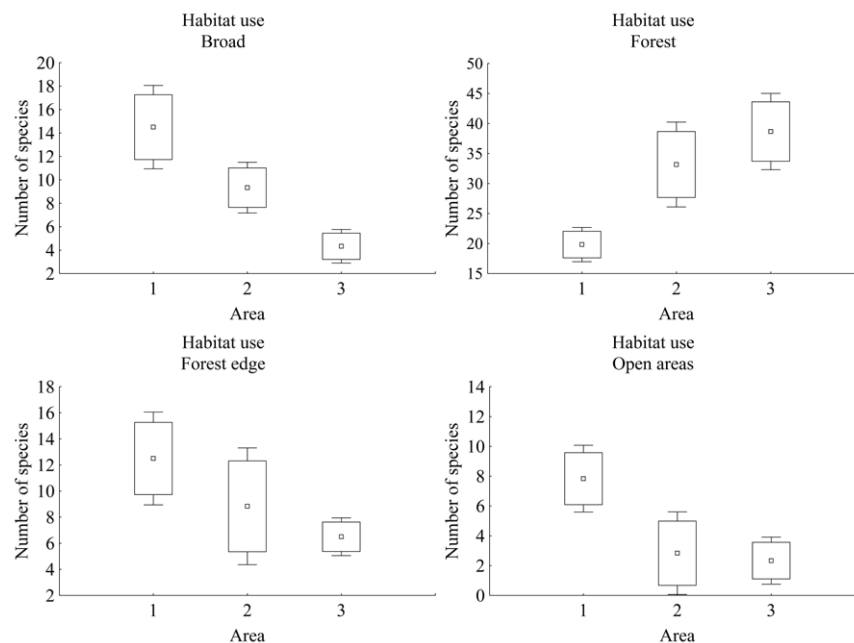 Habitat use
Broad
Number of species
20
18
16
14
12
10
8
6
4
2
1 2 3
Area
Habitat use
Forest
Number of species
50
45
40
35
30
25
20
15
1 2 3
Area
Habitat use
Forest edge
Number of species
18
16
14
12
10
8
6
4
2
1 2 3
Area
Habitat use
Open areas
Number of species
14
12
10
8
6
4
2
0
1 2 3
Area